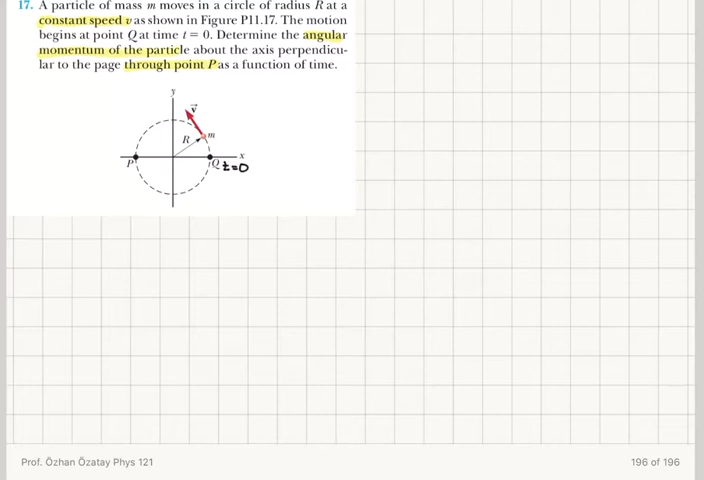 17. A particle of mass m moves in a circle of radius R at a
constant speed v as shown in Figure P11.17. The motion
begins at point Q at time t = 0. Determine the angular
momentum of the particle about the axis perpendicu-
lar to the page through point P as a function of time.
y
v
R
m
x
P
Q t=0
Prof. Özhan Özatay Phys 121
196 of 196